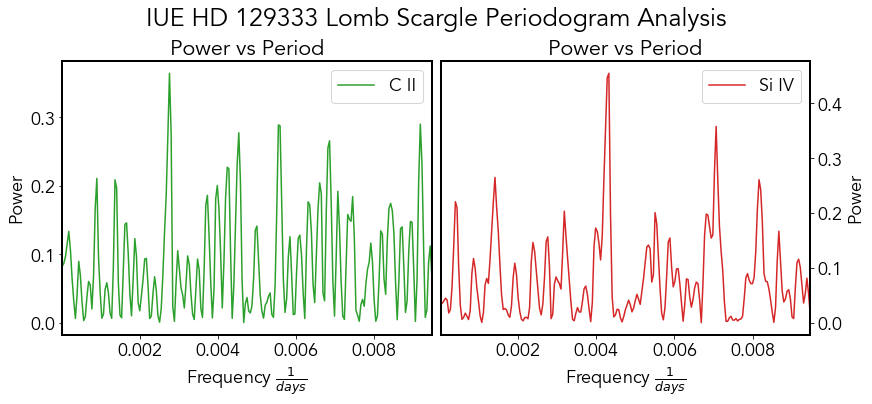 IUE HD 129333 Lomb Scargle Periodogram Analysis
Power vs Period
Power vs Period
C II
Si IV
Power
0.3
0.2
0.1
0.0
0.002
0.004
0.006
0.008
Frequency 1/days
0.4
0.3
0.2
0.1
0.0
Power
0.002
0.004
0.006
0.008
Frequency 1/days